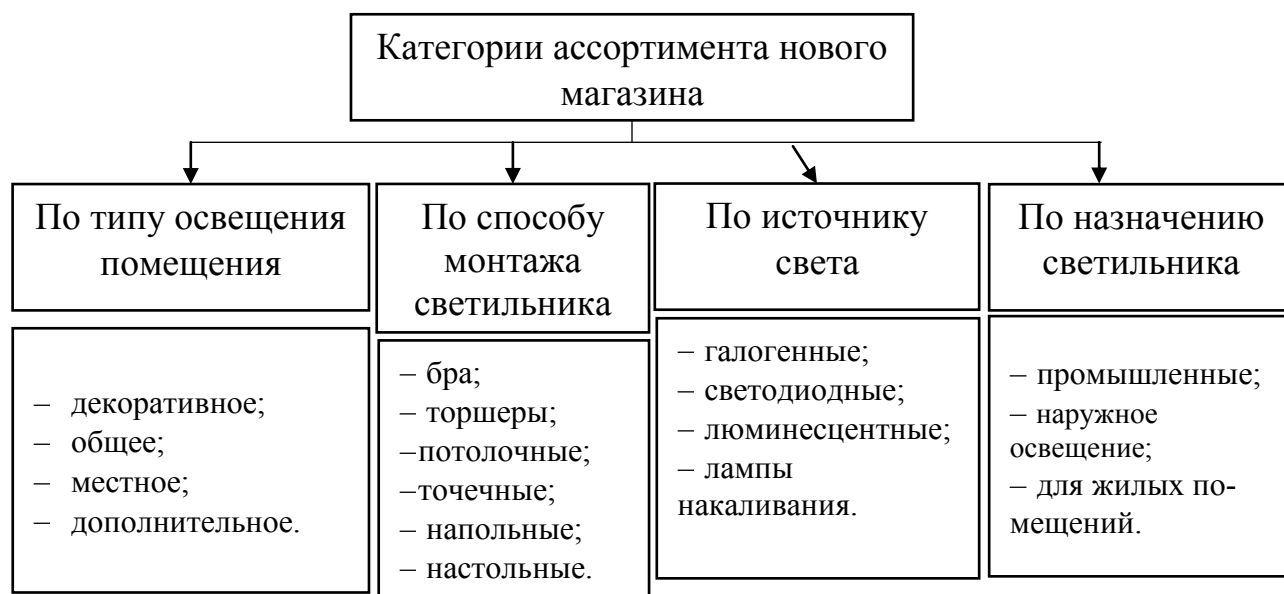 Категории ассортимента нового
магазина
По типу освещения
помещения
– декоративное;
– общее;
– местное;
– дополнительное.
По способу
монтажа
светильника
– бра;
– торшеры;
–потолочные;
–точечные;
– напольные;
– настольные.
По источнику
света
– галогенные;
– светодиодные;
– люминесцентные;
– лампы
накаливания.
По назначению
светильника
– промышленные;
– наружное
освещение;
– для жилых по-
мещений.